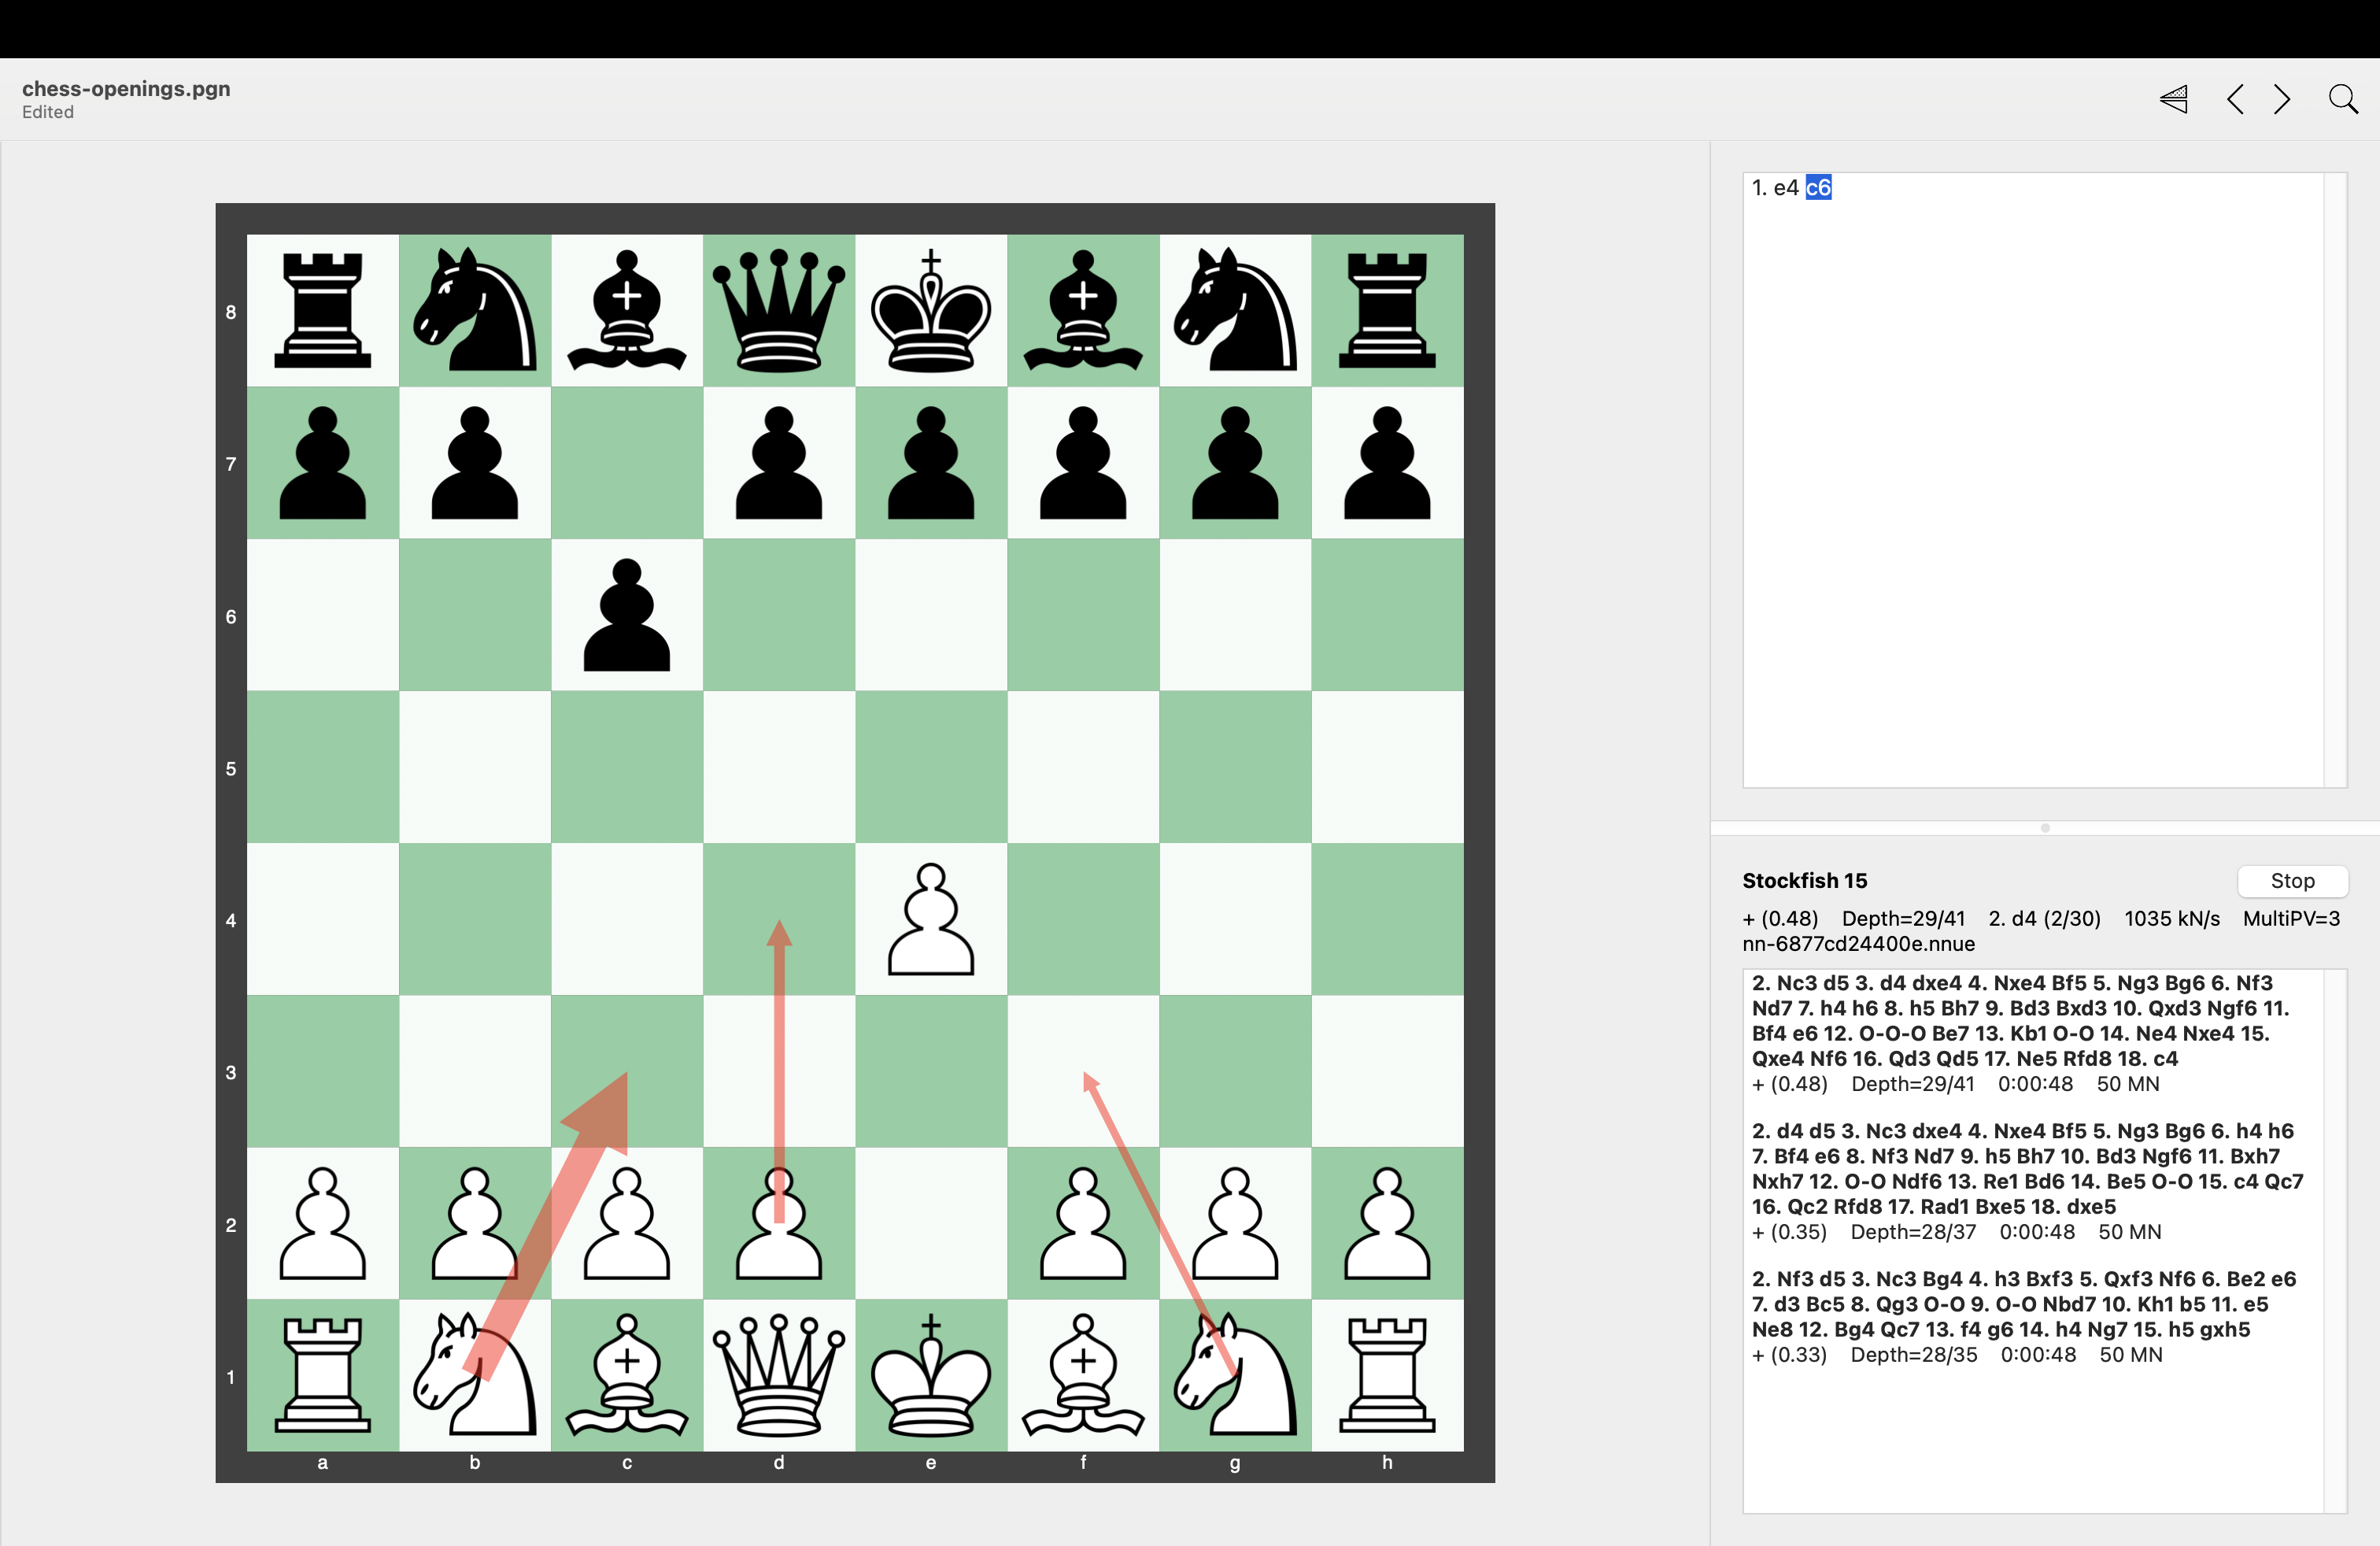 chess-openings.pgn
Edited
1. e4 c6
8
7
6
5
4
3
2
1
a b c d e f g h
Stockfish 15
Stop
+ (0.48) Depth=29/41 2. d4 (2/30) 1035 kN/s MultiPV=3
nn-6877cd24400e.nnue
2. Nc3 d5 3. d4 dxe4 4. Nxe4 Bf5 5. Ng3 Bg6 6. Nf3
Nd7 7. h4 h6 8. h5 Bh7 9. Bd3 Bxd3 10. Qxd3 Ngf6 11.
Bf4 e6 12. O-O-O Be7 13. Kb1 O-O 14. Ne4 Nxe4 15.
Qxe4 Nf6 16. Qd3 Qd5 17. Ne5 Rfd8 18. c4
+ (0.48) Depth=29/41 0:00:48 50 MN
2. d4 d5 3. Nc3 dxe4 4. Nxe4 Bf5 5. Ng3 Bg6 6. h4 h6
7. Bf4 e6 8. Nf3 Nd7 9. h5 Bh7 10. Bd3 Ngf6 11. Bxh7
Nxh7 12. O-O Ndf6 13. Re1 Bd6 14. Be5 O-O 15. c4 Qc7
16. Qc2 Rfd8 17. Rad1 Bxe5 18. dxe5
+ (0.35) Depth=28/37 0:00:48 50 MN
2. Nf3 d5 3. Nc3 Bg4 4. h3 Bxf3 5. Qxf3 Nf6 6. Be2 e6
7. d3 Bc5 8. Qg3 O-O 9. O-O Nbd7 10. Kh1 b5 11. e5
Ne8 12. Bg4 Qc7 13. f4 g6 14. h4 Ng7 15. h5 gxh5
+ (0.33) Depth=28/35 0:00:48 50 MN